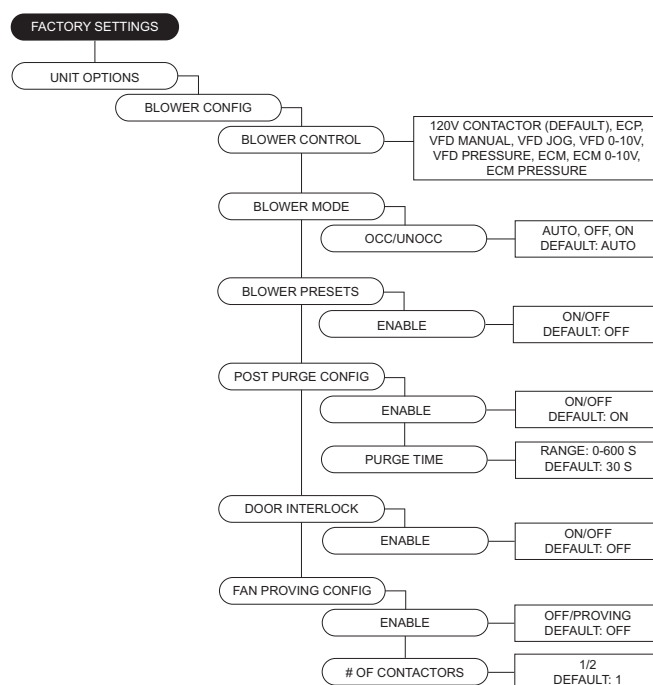 FACTORY SETTINGS
UNIT OPTIONS
BLOWER CONFIG
BLOWER CONTROL
120V CONTACTOR (DEFAULT), ECP,
VFD MANUAL, VFD JOG, VFD 0-10V,
VFD PRESSURE, ECM, ECM 0-10V,
ECM PRESSURE
BLOWER MODE
OCC/UNOCC
AUTO, OFF, ON
DEFAULT: AUTO
BLOWER PRESETS
ENABLE
ON/OFF
DEFAULT: OFF
POST PURGE CONFIG
ENABLE
ON/OFF
DEFAULT: ON
PURGE TIME
RANGE: 0-600 S
DEFAULT: 30 S
DOOR INTERLOCK
ENABLE
ON/OFF
DEFAULT: OFF
FAN PROVING CONFIG
ENABLE
OFF/PROVING
DEFAULT: OFF
# OF CONTACTORS
1/2
DEFAULT: 1